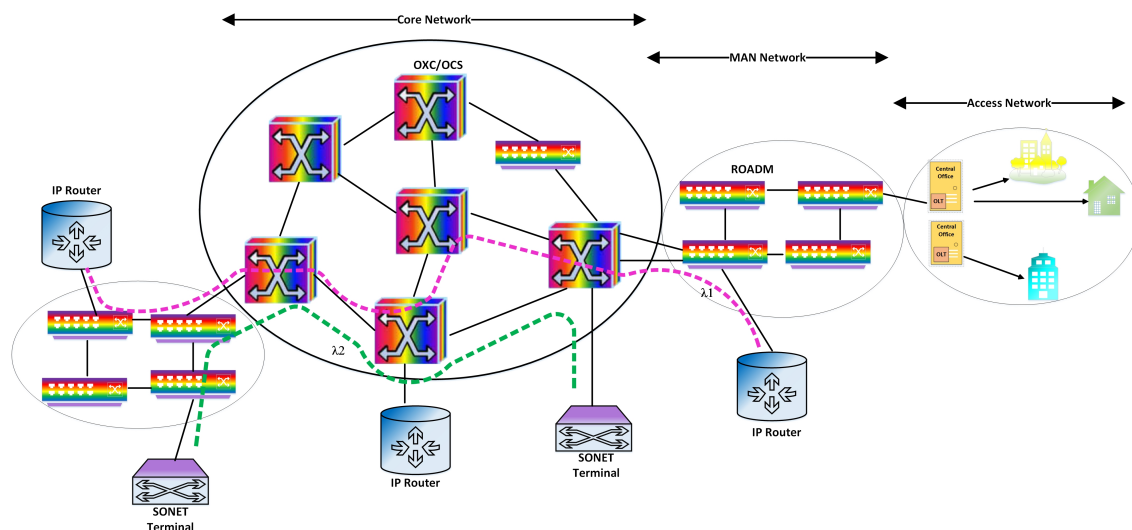 Core Network
MAN Network
Access Network
OXC/OCS
ROADM
Central
Office
OLT
Central
Office
OLT
IP Router
λ1
λ2
IP Router
IP Router
SONET
Terminal
SONET
Terminal